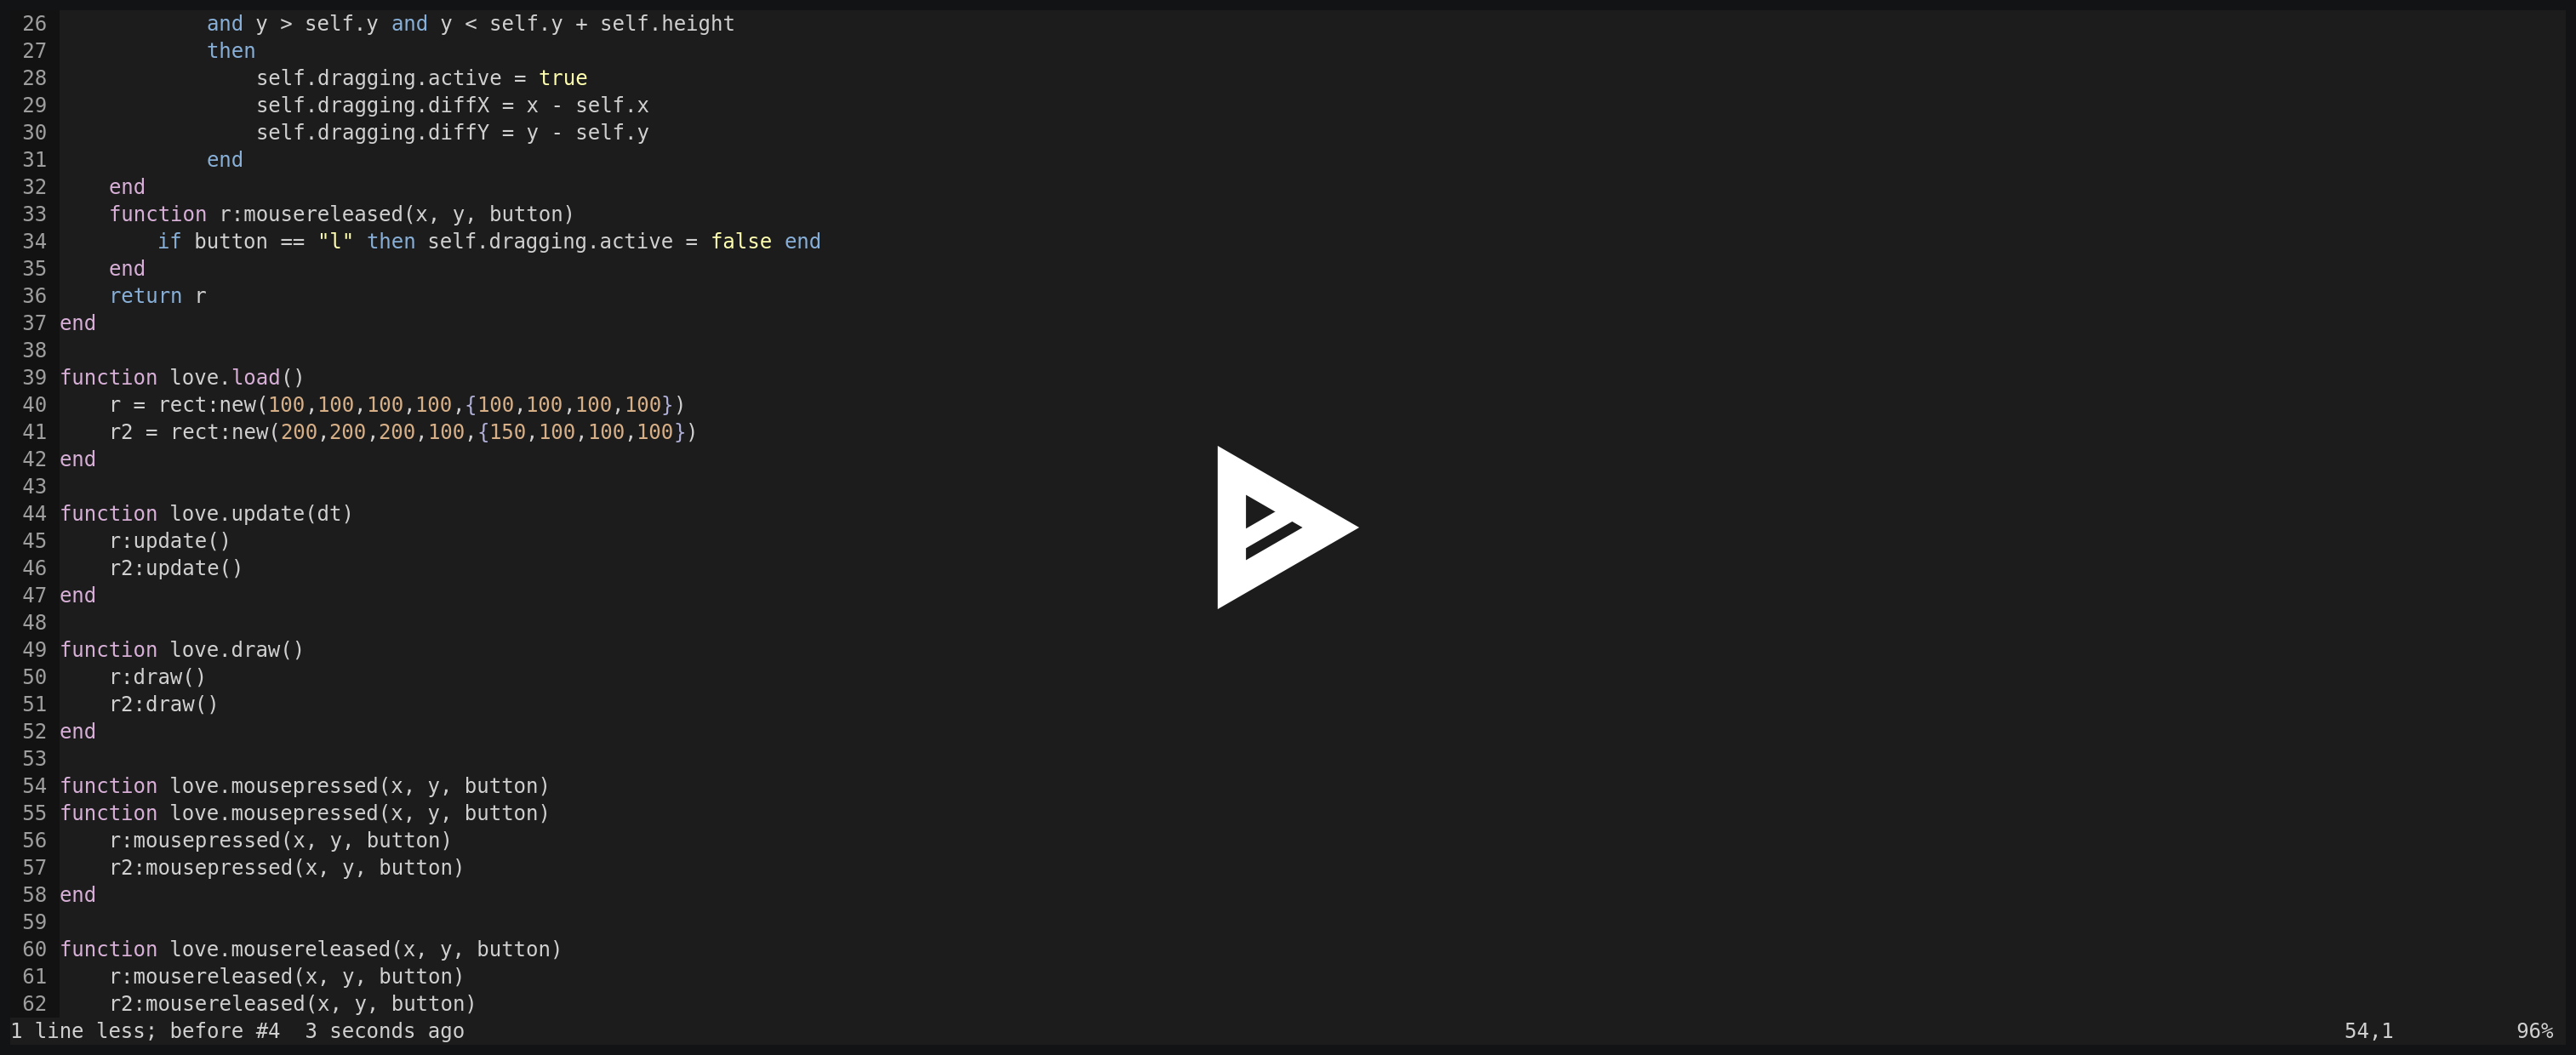 26             and y > self.y and y < self.y + self.height
27             then
28                 self.dragging.active = true
29                 self.dragging.diffX = x - self.x
30                 self.dragging.diffY = y - self.y
31             end
32     end
33     function r:mousereleased(x, y, button)
34         if button == "l" then self.dragging.active = false end
35     end
36     return r
37 end
38
39 function love.load()
40     r = rect:new(100,100,100,100,{100,100,100,100})
41     r2 = rect:new(200,200,200,100,{150,100,100,100})
42 end
43
44 function love.update(dt)
45     r:update()
46     r2:update()
47 end
48
49 function love.draw()
50     r:draw()
51     r2:draw()
52 end
53
54 function love.mousepressed(x, y, button)
55 function love.mousepressed(x, y, button)
56     r:mousepressed(x, y, button)
57     r2:mousepressed(x, y, button)
58 end
59
60 function love.mousereleased(x, y, button)
61     r:mousereleased(x, y, button)
62     r2:mousereleased(x, y, button)
1 line less; before #4  3 seconds ago                    54,1          96%